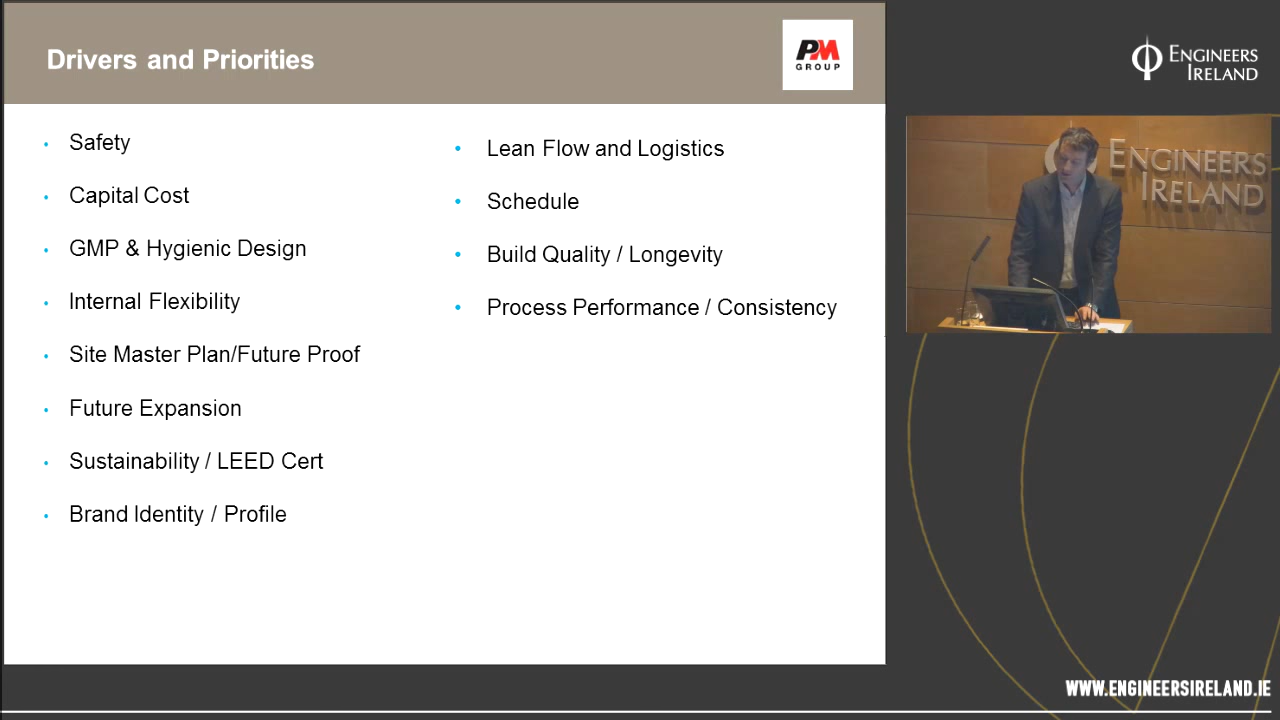 Drivers and Priorities
PM
GROUP
Safety
Capital Cost
GMP & Hygienic Design
Internal Flexibility
Site Master Plan/Future Proof
Future Expansion
Sustainability / LEED Cert
Brand Identity / Profile
Lean Flow and Logistics
Schedule
Build Quality / Longevity
Process Performance / Consistency
ENGINEERS
IRELAND
ENGINEERS
IRELAND
WWW.ENGINEERSIRELAND.IE